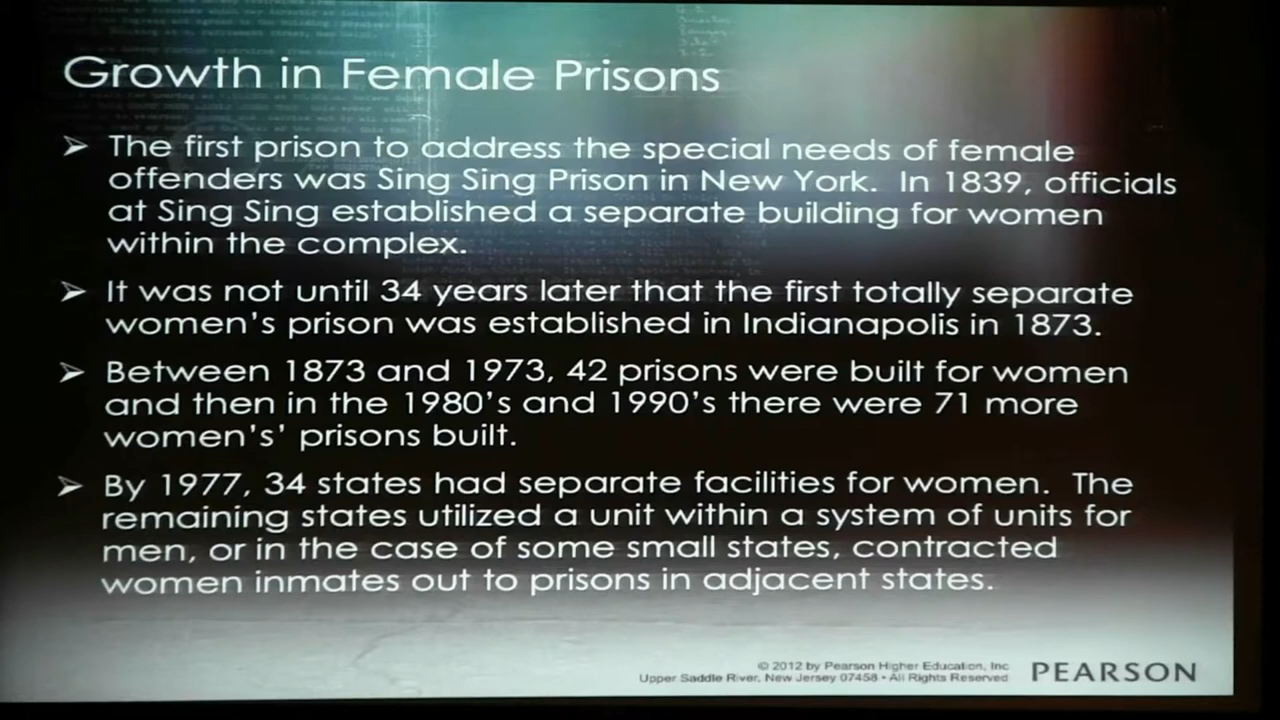 Growth in Female Prisons
➤ The first prison to address the special needs of female
offenders was Sing Sing Prison in New York. In 1839, officials
at Sing Sing established a separate building for women
within the complex.
➤ It was not until 34 years later that the first totally separate
women's prison was established in Indianapolis in 1873.
➤ Between 1873 and 1973, 42 prisons were built for women
and then in the 1980's and 1990's there were 71 more
women's' prisons built.
➤ By 1977, 34 states had separate facilities for women. The
remaining states utilized a unit within a system of units for
men, or in the case of some small states, contracted
women inmates out to prisons in adjacent states.
© 2012 by Pearson Higher Education, Inc
Upper Saddle River, New Jersey 07458 • All Rights Reserved
PEARSON